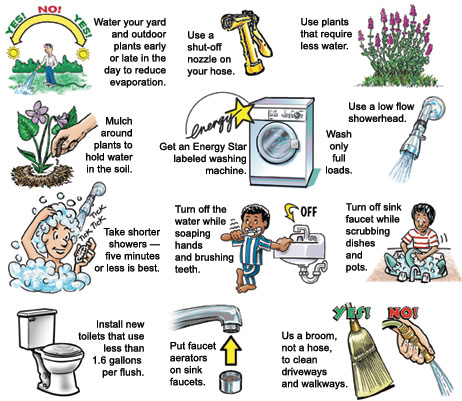 YES! NO! YES!
Water your yard
and outdoor
plants early
or late in the
day to reduce
evaporation.
Use a
shut-off
nozzle on
your hose.
Use plants
that require
less water.
Mulch
around
plants to
hold water
in the soil.
energy
Get an Energy Star
labeled washing
machine.
Wash
only
full
loads.
Use a low flow
showerhead.
TICK
TICK
TICK
Take shorter
showers —
five minutes
or less is best.
Turn off the
water while
soaping
hands
and brushing
teeth.
OFF
Turn off sink
faucet while
scrubbing
dishes
and
pots.
Install new
toilets that use
less than
1.6 gallons
per flush.
Put faucet
aerators
on sink
faucets.
Us a broom,
not a hose,
to clean
driveways
and walkways.
YES! NO!